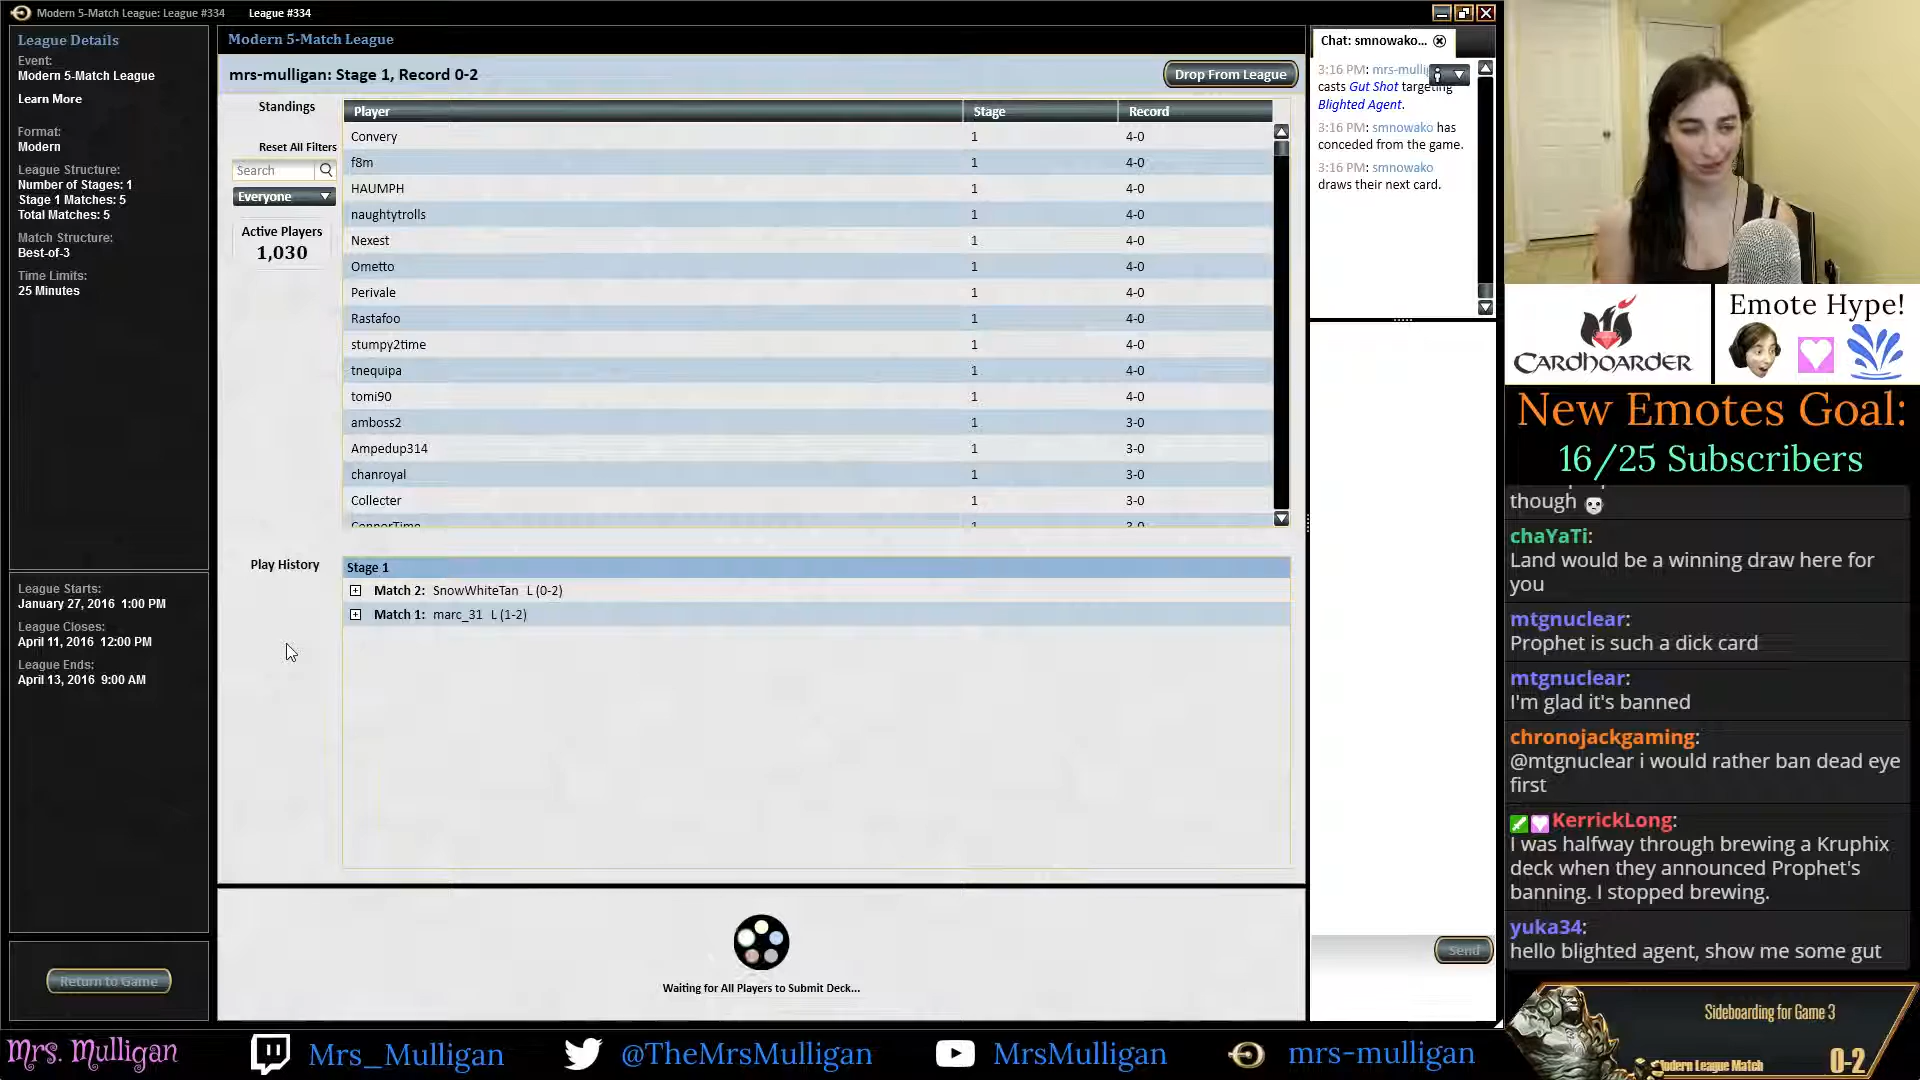 Modern 5-Match League: League #334
League #334
League Details
Event:
Modern 5-Match League
Learn More
Format:
Modern
League Structure:
Number of Stages: 1
Stage 1 Matches: 5
Total Matches: 5
Match Structure:
Best-of-3
Time Limits:
25 Minutes
League Starts:
January 27, 2016 1:00 PM
League Closes:
April 11, 2016 12:00 PM
League Ends:
April 13, 2016 9:00 AM
Return to Game
Modern 5-Match League
mrs-mulligan: Stage 1, Record 0-2
Drop From League
Standings
Reset All Filters
Search
Everyone
Active Players
1,030
Player Stage Record
Convery 1 4-0
f8m 1 4-0
HAUMPH 1 4-0
naughtytrolls 1 4-0
Nexest 1 4-0
Ometto 1 4-0
Perivale 1 4-0
Rastafoo 1 4-0
stumpy2time 1 4-0
tnequipa 1 4-0
tomi90 1 4-0
amboss2 1 3-0
Ampedup314 1 3-0
chanroyal 1 3-0
Collecter 1 3-0
ConnorTime 1 3-0
Play History
Stage 1
Match 2: SnowWhiteTan L (0-2)
Match 1: marc_31 L (1-2)
Waiting for All Players to Submit Deck...
Chat: smnowako...
3:16 PM: mrs-mullig
casts Gut Shot targeting
Blighted Agent.
3:16 PM: smnowako has
conceded from the game.
3:16 PM: smnowako
draws their next card.
Send
CARDHOARDER
Emote Hype!
New Emotes Goal:
16/25 Subscribers
though
chaYaTi:
Land would be a winning draw here for
you
mtgnuclear:
Prophet is such a dick card
mtgnuclear:
I'm glad it's banned
chronojackgaming:
@mtgnuclear i would rather ban dead eye
first
KerrickLong:
I was halfway through brewing a Kruphix
deck when they announced Prophet's
banning. I stopped brewing.
yuka34:
hello blighted agent, show me some gut
Sideboarding for Game 3
Modern League Match
0-2
Mrs. Mulligan
Mrs_Mulligan
@TheMrsMulligan
MrsMulligan
mrs-mulligan